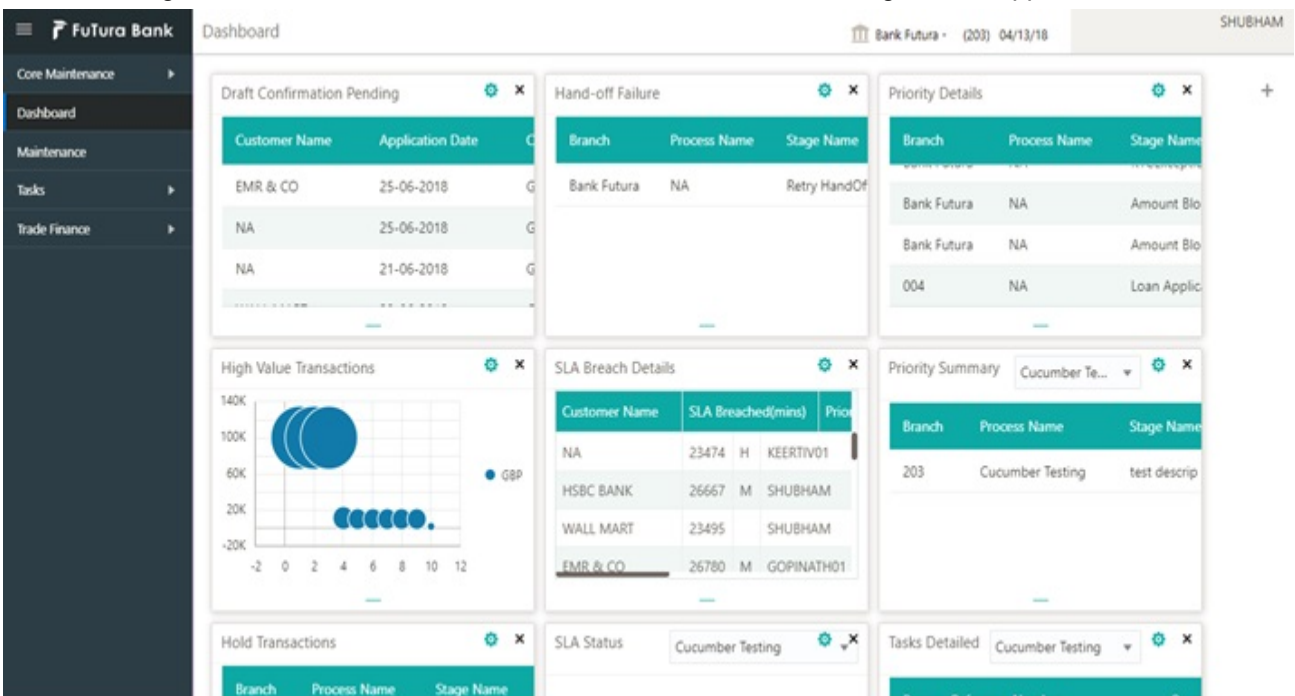 FuTura Bank
Dashboard
Bank Futura - (203) 04/13/18
SHUBHAM
Core Maintenance
Dashboard
Maintenance
Tasks
Trade Finance
Draft Confirmation Pending
Customer Name Application Date
EMR & CO 25-06-2018 G
NA 25-06-2018 G
NA 21-06-2018 G
Hand-off Failure
Branch Process Name Stage Name
Bank Futura NA Retry HandOf
Priority Details
Branch Process Name Stage Name
Bank Futura NA Amount Blo
Bank Futura NA Amount Blo
004 NA Loan Applic
High Value Transactions
140K
100K
60K
20K
-20K
-2 0 2 4 6 8 10 12
GBP
SLA Breach Details
Customer Name SLA Breached(mins) Prior
NA 23474 H KEERTIV01
HSBC BANK 26667 M SHUBHAM
WALL MART 23495 SHUBHAM
EMR & CO 26780 M GOPINATH01
Priority Summary Cucumber Te...
Branch Process Name Stage Name
203 Cucumber Testing test descrip
Hold Transactions
Branch Process Name Stage Name
SLA Status Cucumber Testing
Tasks Detailed Cucumber Testing